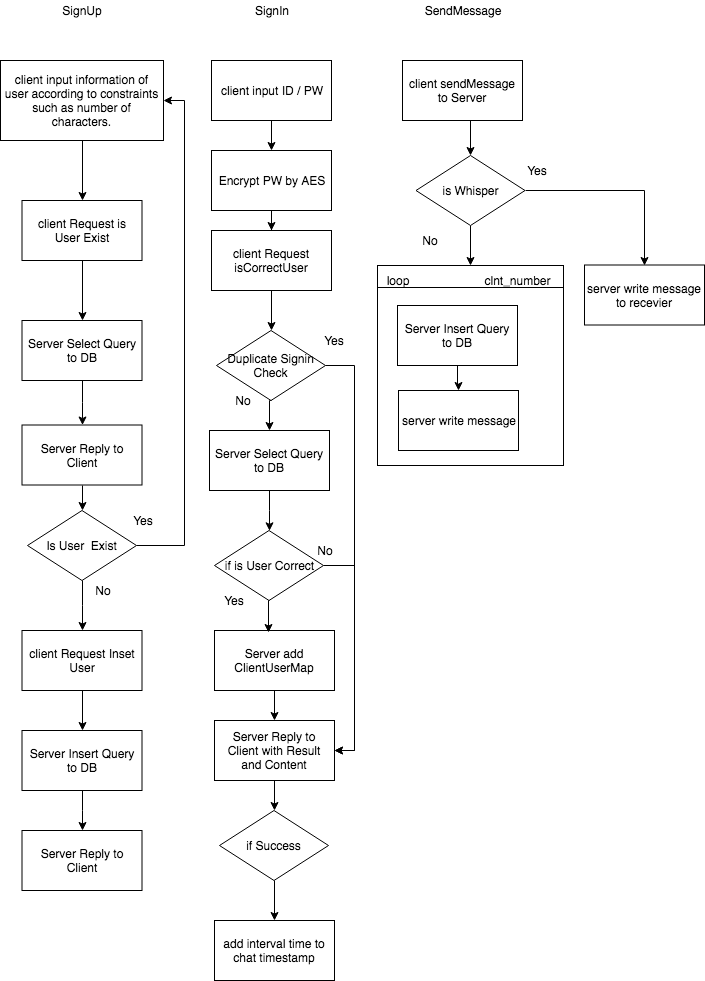 SignUp
client input information of
user according to constraints
such as number of
characters.
client Request is
User Exist
Server Select Query
to DB
Server Reply to
Client
Is User Exist
Yes
No
client Request Inset
User
Server Insert Query
to DB
Server Reply to
Client
SignIn
client input ID / PW
Encrypt PW by AES
client Request
isCorrectUser
Duplicate Signin
Check
Yes
No
Server Select Query
to DB
if is User Correct
No
Yes
Server add
ClientUserMap
Server Reply to
Client with Result
and Content
if Success
add interval time to
chat timestamp
SendMessage
client sendMessage
to Server
is Whisper
Yes
No
loop clnt_number
Server Insert Query
to DB
server write message
server write message
to recevier